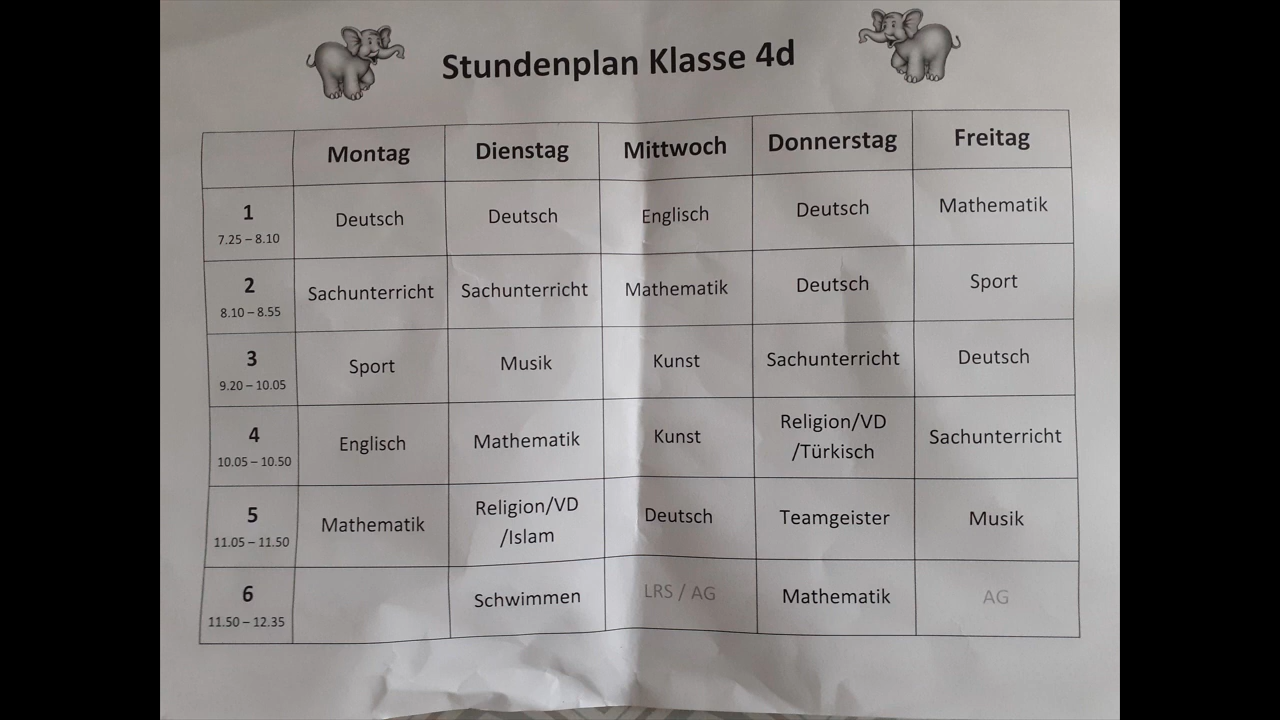 Stundenplan Klasse 4d
Montag Dienstag Mittwoch Donnerstag Freitag
1 Deutsch Deutsch Englisch Deutsch Mathematik
7.25 – 8.10
2 Sachunterricht Sachunterricht Mathematik Deutsch Sport
8.10 – 8.55
3 Sport Musik Kunst Sachunterricht Deutsch
9.20 – 10.05
4 Englisch Mathematik Kunst Religion/VD Sachunterricht
10.05 – 10.50 /Türkisch
5 Mathematik Religion/VD Deutsch Teamgeister Musik
11.05 – 11.50 /Islam
6 Schwimmen LRS / AG Mathematik AG
11.50 – 12.35